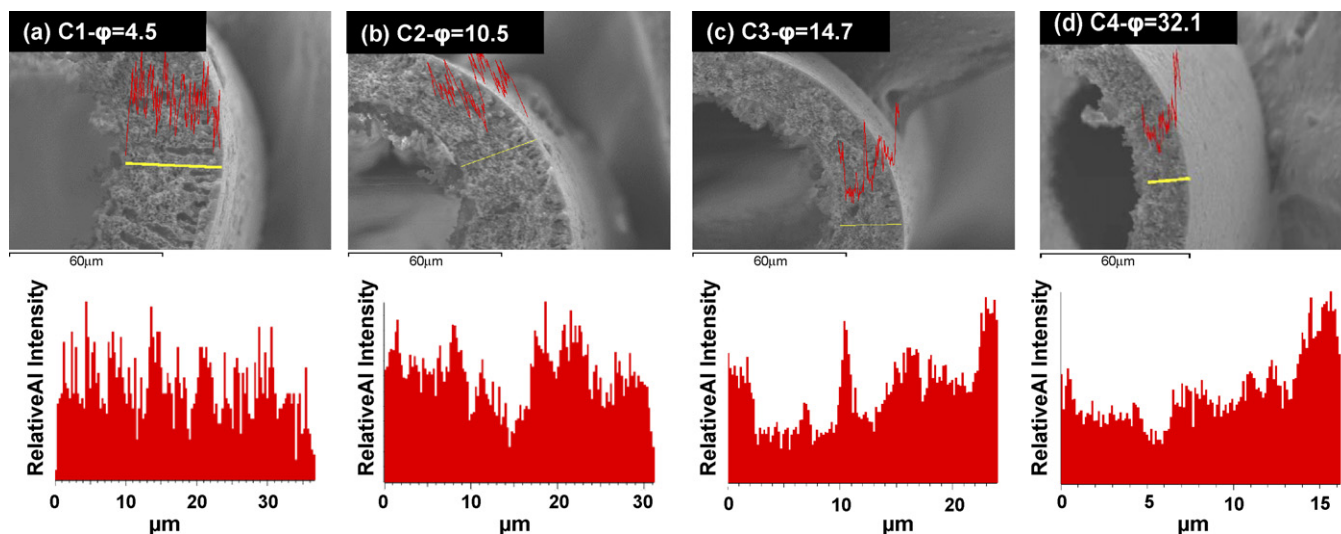 (a) C1-φ=4.5
(b) C2-φ=10.5
(c) C3-φ=14.7
(d) C4-φ=32.1
60μm
60μm
60μm
60μm
RelativeAl Intensity
0 10 20 30
μm
RelativeAl Intensity
0 10 20 30
μm
RelativeAl Intensity
0 10 20
μm
RelativeAl Intensity
0 5 10 15
μm